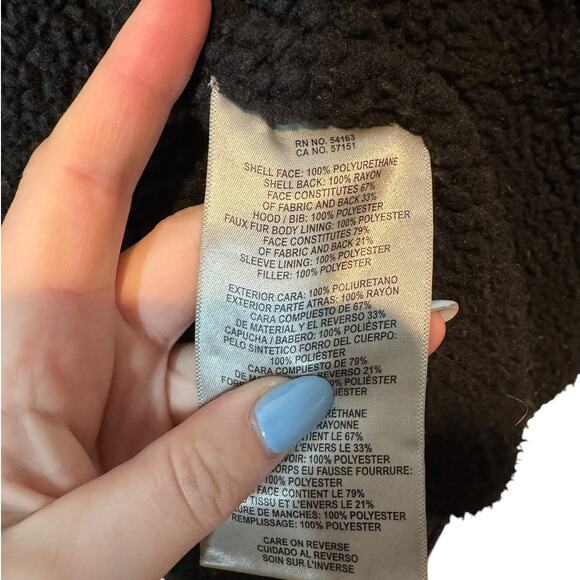 RN NO. 54163
CA NO. 57151
SHELL FACE: 100% POLYURETHANE
SHELL BACK: 100% RAYON
FACE CONSTITUTES 67%
OF FABRIC AND BACK 33%
HOOD / BIB: 100% POLYESTER
FAUX FUR BODY LINING: 100% POLYESTER
FACE CONSTITUTES 79%
OF FABRIC AND BACK 21%
SLEEVE LINING: 100% POLYESTER
FILLER: 100% POLYESTER
EXTERIOR CARA: 100% POLIURETANO
EXTERIOR PARTE ATRAS: 100% RAYÓN
CARA COMPUESTO DE 67%
DE MATERIAL Y EL REVERSO 33%
CAPUCHA / BABERO: 100% POLIÉSTER
PELO SINTETICO FORRO DEL CUERPO:
100% POLIÉSTER
CARA COMPUESTO DE 79%
REVERSO 21%
POLIÉSTER
LE 67%
L'ENVERS LE 33%
100% POLYESTER
CORPS EU FAUSSE FOURRURE:
100% POLYESTER
FACE CONTIENT LE 79%
TISSU ET L'ENVERS LE 21%
DE MANCHES: 100% POLYESTER
REMPLISSAGE: 100% POLYESTER
CARE ON REVERSE
CUIDADO AL REVERSO
SOIN SUR L'INVERSE